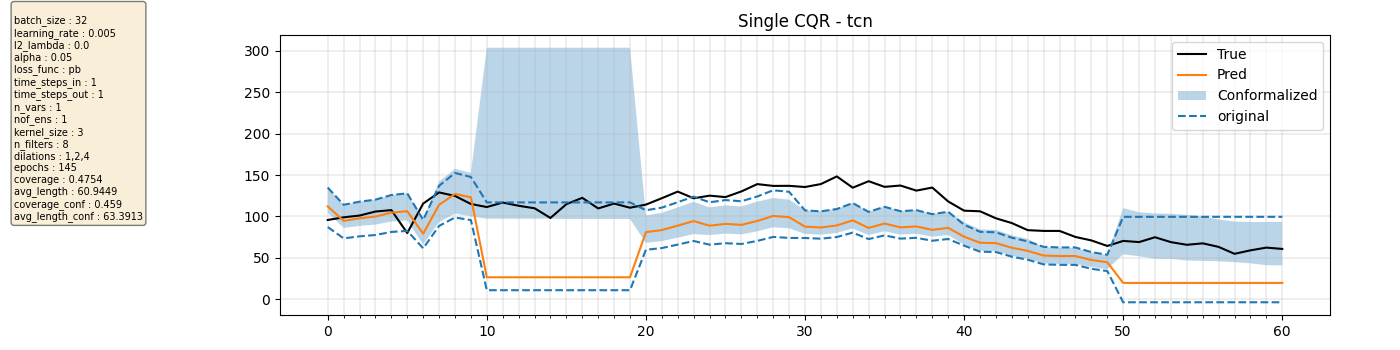 batch_size : 32
learning_rate : 0.005
l2_lambda : 0.0
alpha : 0.05
loss_func : pb
time_steps_in : 1
time_steps_out : 1
n_vars : 1
nof_ens : 1
kernel_size : 3
n_filters : 8
dilations : 1,2,4
epochs : 145
coverage : 0.4754
avg_length : 60.9449
coverage_conf : 0.459
avg_length_conf : 63.3913
Single CQR - tcn
300
250
200
150
100
50
0
True
Pred
Conformalized
original
0 10 20 30 40 50 60